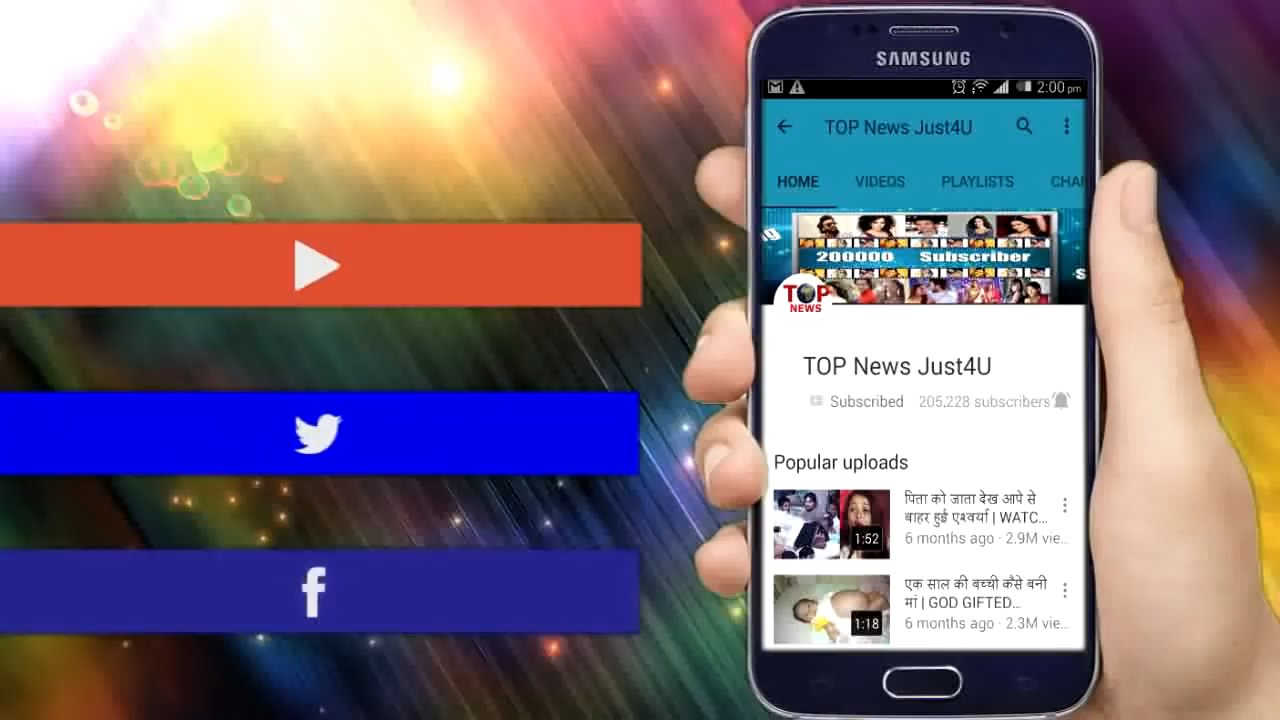 SAMSUNG
2:00 pm
TOP News Just4U
HOME VIDEOS PLAYLISTS CHA
200000 Subscriber
TOP
NEWS
TOP News Just4U
Subscribed 205,228 subscribers
Popular uploads
पिता को जाता देख आपे से
बाहर हुई एश्वर्या | WATC...
6 months ago · 2.9M vie...
1:52
एक साल की बच्ची कैसे बनी
मां | GOD GIFTED...
6 months ago · 2.3M vie...
1:18